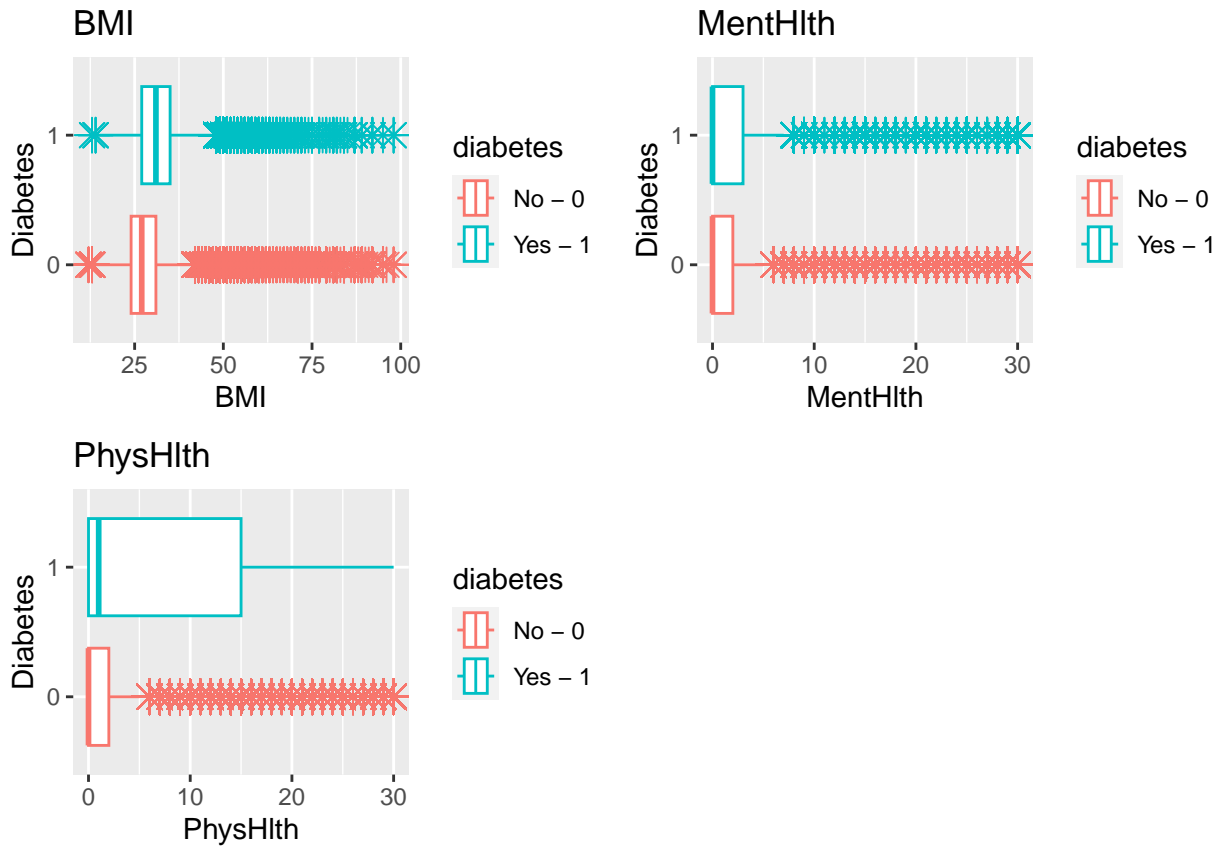 BMI
Diabetes
1
0
25 50 75 100
BMI
diabetes
No − 0
Yes − 1
MentHlth
Diabetes
1
0
0 10 20 30
MentHlth
diabetes
No − 0
Yes − 1
PhysHlth
Diabetes
1
0
0 10 20 30
PhysHlth
diabetes
No − 0
Yes − 1